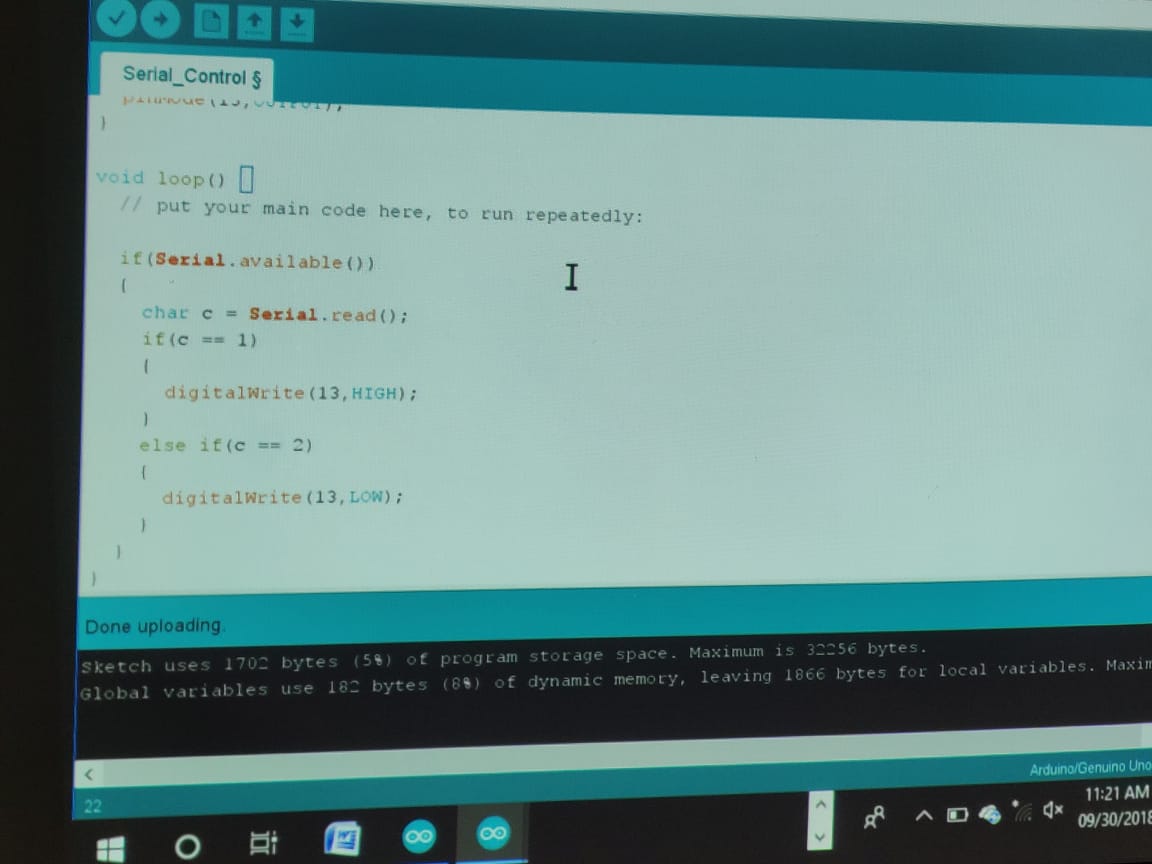 Serial_Control §
pinMode(13,OUTPUT);
}
void loop() {
// put your main code here, to run repeatedly:
if(Serial.available())
{
char c = Serial.read();
if(c == 1)
{
digitalWrite(13,HIGH);
}
else if(c == 2)
{
digitalWrite(13,LOW);
}
}
}
Done uploading.
Sketch uses 1702 bytes (5%) of program storage space. Maximum is 32256 bytes.
Global variables use 182 bytes (8%) of dynamic memory, leaving 1866 bytes for local variables. Maxim
22
Arduino/Genuino Uno
11:21 AM
09/30/2018